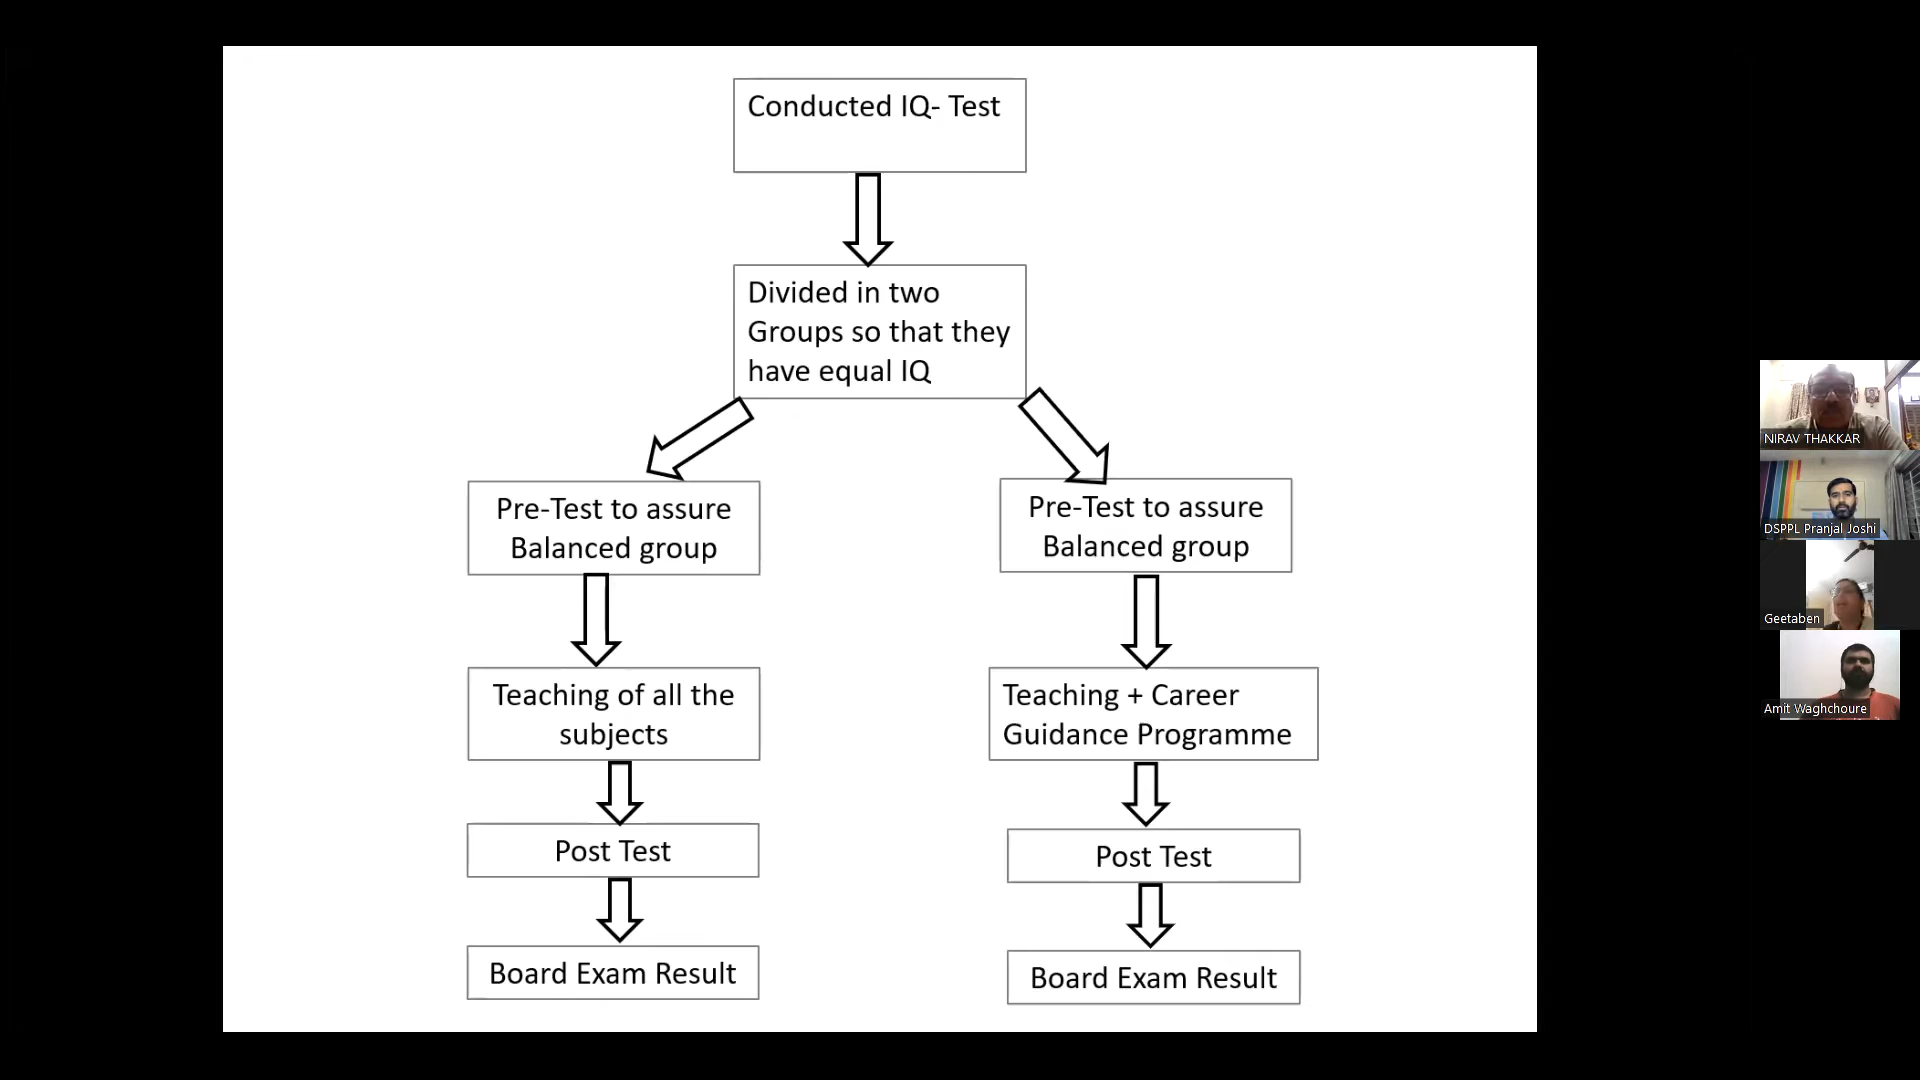 Conducted IQ- Test
Divided in two
Groups so that they
have equal IQ
Pre-Test to assure
Balanced group
Pre-Test to assure
Balanced group
Teaching of all the
subjects
Teaching + Career
Guidance Programme
Post Test
Post Test
Board Exam Result
Board Exam Result
NIRAV THAKKAR
DSPPL Pranjal Joshi
Geetaben
Amit Waghchoure